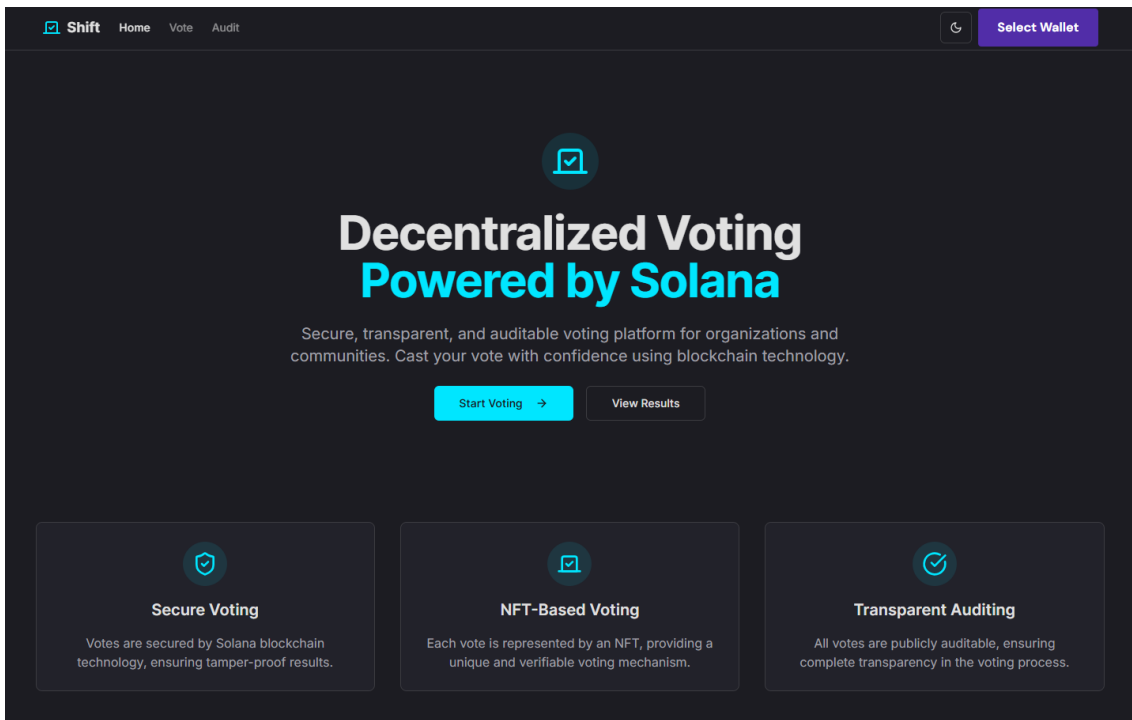 Shift Home Vote Audit Select Wallet
Decentralized Voting
Powered by Solana
Secure, transparent, and auditable voting platform for organizations and
communities. Cast your vote with confidence using blockchain technology.
Start Voting → View Results
Secure Voting
Votes are secured by Solana blockchain
technology, ensuring tamper-proof results.
NFT-Based Voting
Each vote is represented by an NFT, providing a
unique and verifiable voting mechanism.
Transparent Auditing
All votes are publicly auditable, ensuring
complete transparency in the voting process.